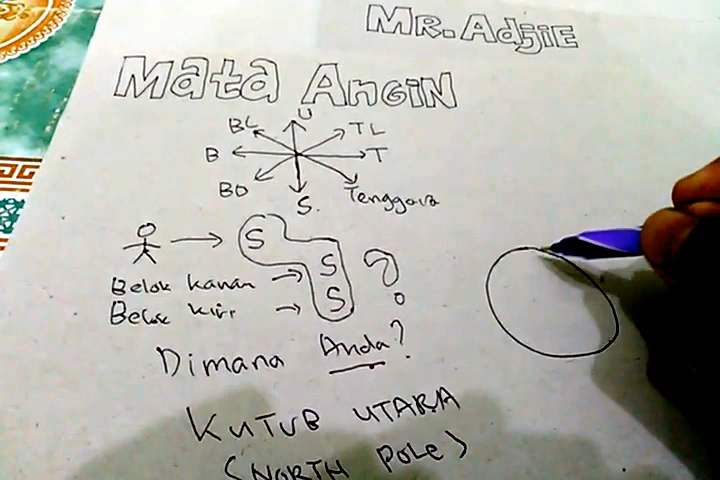 MR. AdjiE
Mata ANGiN
U
BL TL
B T
BD S. Tenggara
S
Belok kanan S ?
Belok kiri S
Dimana Anda?
KUTUB UTARA
(NORTH POLE)